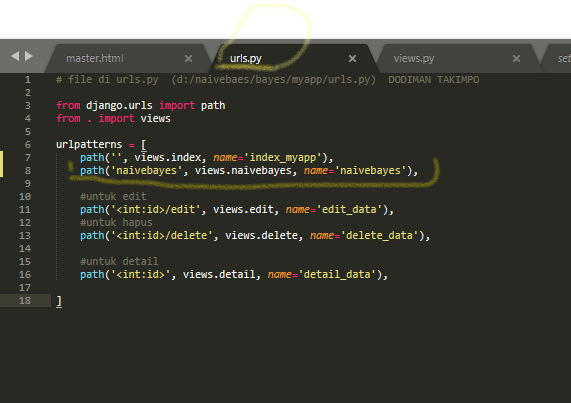 master.html × urls.py × views.py × set
1 # file di urls.py (d:/naivebaes/bayes/myapp/urls.py) DODIMAN TAKIMPO
2
3 from django.urls import path
4 from . import views
5
6 urlpatterns = [
7 path('', views.index, name='index_myapp'),
8 path('naivebayes', views.naivebayes, name='naivebayes'),
9
10 #untuk edit
11 path('<int:id>/edit', views.edit, name='edit_data'),
12 #untuk hapus
13 path('<int:id>/delete', views.delete, name='delete_data'),
14
15 #untuk detail
16 path('<int:id>', views.detail, name='detail_data'),
17
18 ]